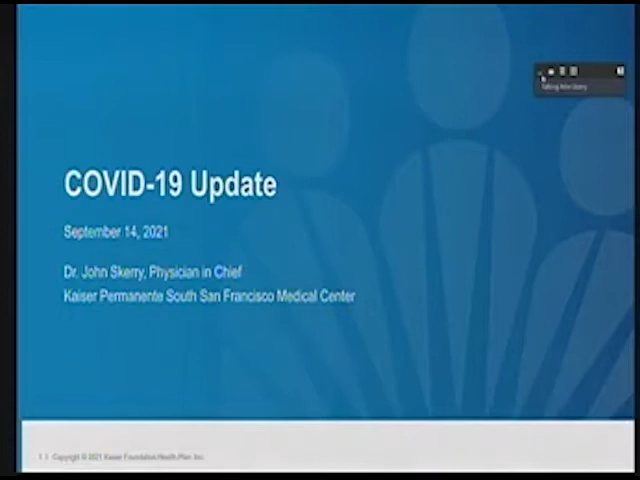 COVID-19 Update
September 14, 2021
Dr. John Skerry, Physician in Chief
Kaiser Permanente South San Francisco Medical Center
1 | Copyright © 2021 Kaiser Foundation Health Plan, Inc.